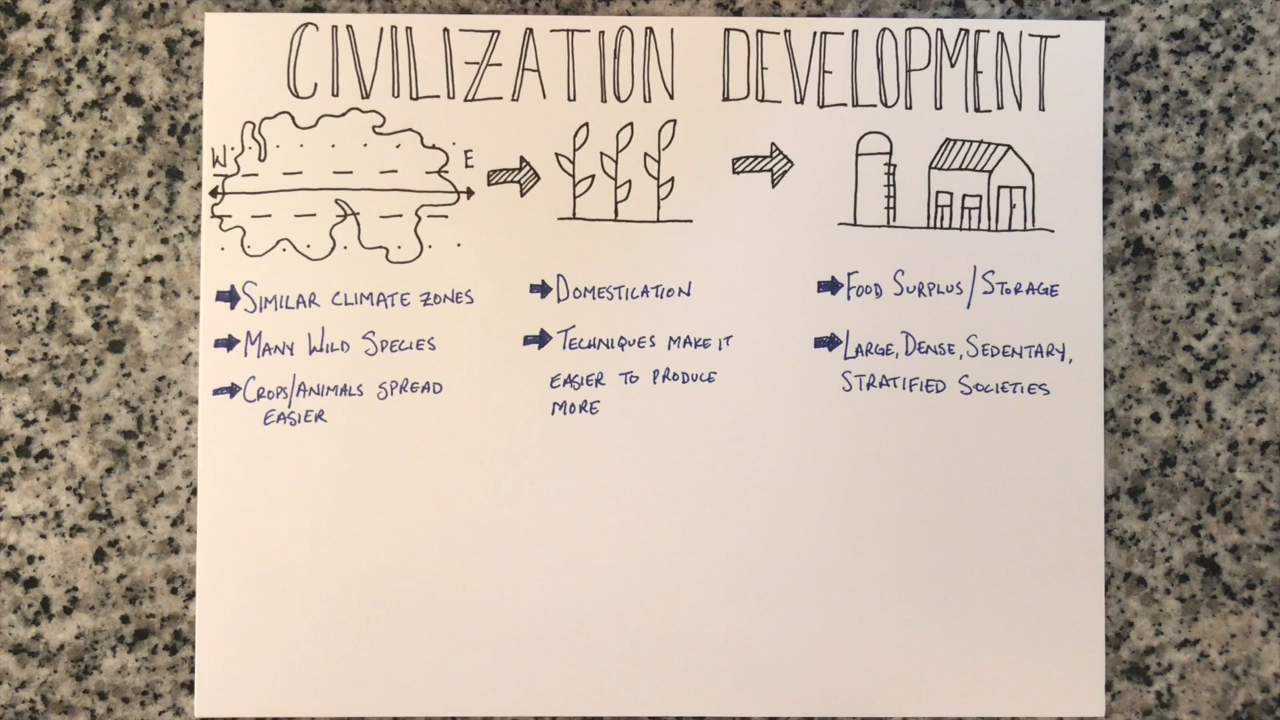 CIVILIZATION DEVELOPMENT
W
E
SIMILAR CLIMATE ZONES
MANY WILD SPECIES
CROPS/ANIMALS SPREAD
EASIER
DOMESTICATION
TECHNIQUES MAKE IT
EASIER TO PRODUCE
MORE
FOOD SURPLUS/STORAGE
LARGE, DENSE, SEDENTARY,
STRATIFIED SOCIETIES